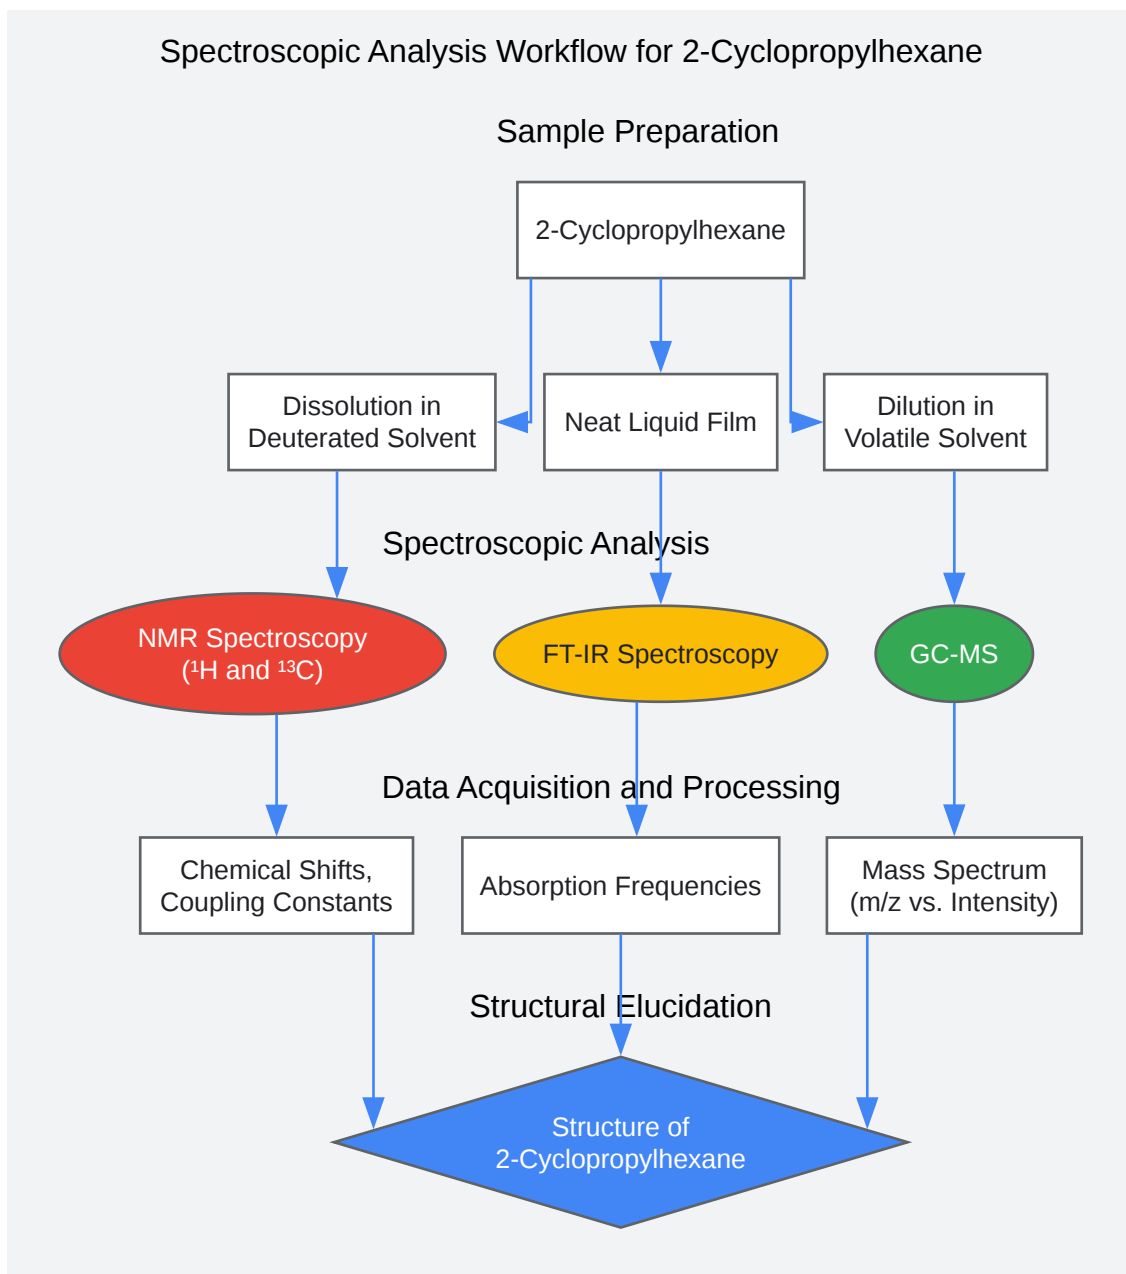 Spectroscopic Analysis Workflow for 2-Cyclopropylhexane
Sample Preparation
2-Cyclopropylhexane
Dissolution in
Deuterated Solvent
Neat Liquid Film
Dilution in
Volatile Solvent
Spectroscopic Analysis
NMR Spectroscopy
(¹H and ¹³C)
FT-IR Spectroscopy
GC-MS
Data Acquisition and Processing
Chemical Shifts,
Coupling Constants
Absorption Frequencies
Mass Spectrum
(m/z vs. Intensity)
Structural Elucidation
Structure of
2-Cyclopropylhexane